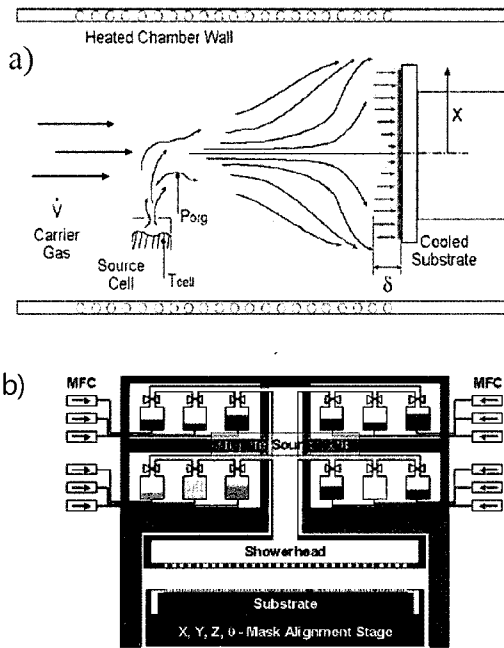 Heated Chamber Wall
a)
X
V̇
Carrier
Gas
Porg
Source
Cell
Tcell
δ
Cooled
Substrate
b)
MFC
MFC
Showerhead
Substrate
X, Y, Z, θ - Mask Alignment Stage